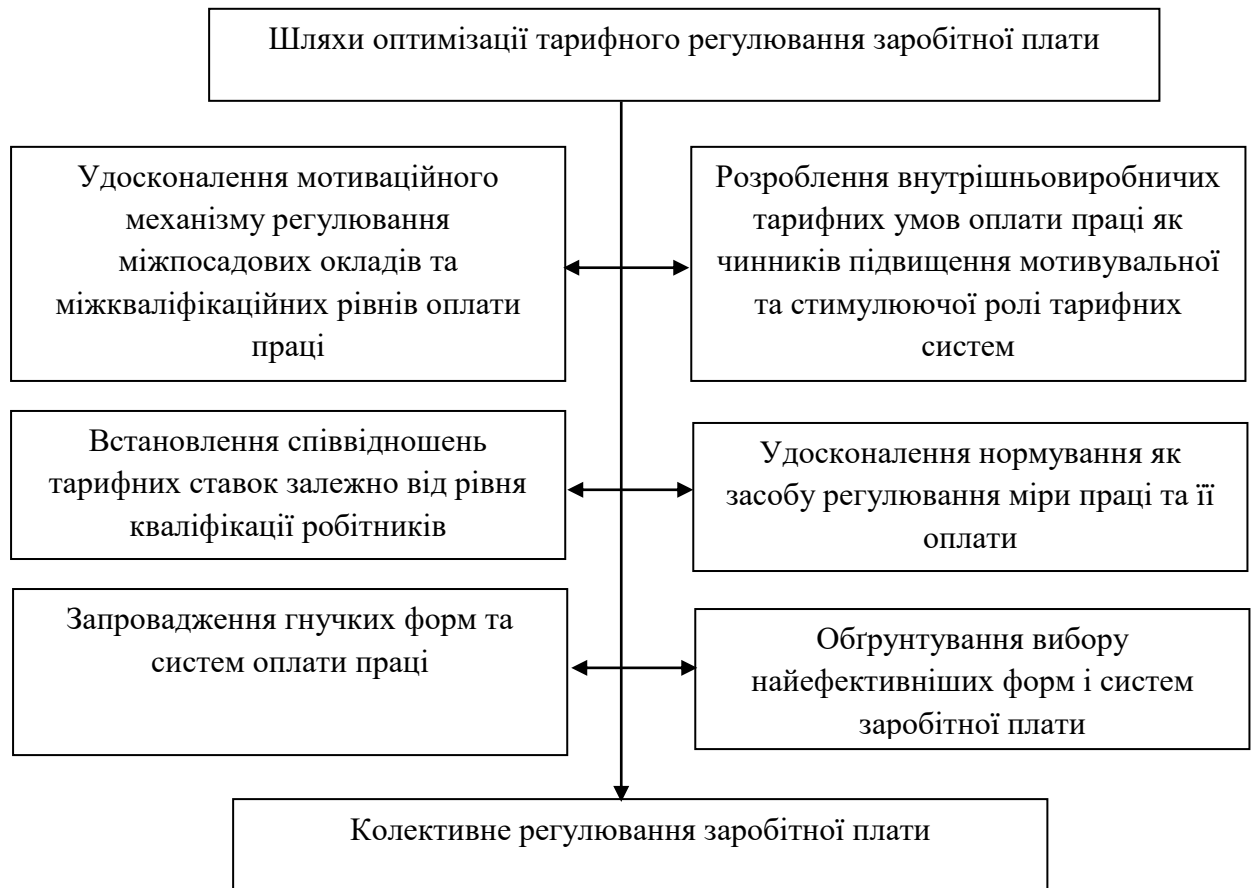 Шляхи оптимізації тарифного регулювання заробітної плати
Удосконалення мотиваційного
механізму регулювання
міжпосадових окладів та
міжкваліфікаційних рівнів оплати
праці
Розроблення внутрішньовиробничих
тарифних умов оплати праці як
чинників підвищення мотивувальної
та стимулюючої ролі тарифних
систем
Встановлення співвідношень
тарифних ставок залежно від рівня
кваліфікації робітників
Удосконалення нормування як
засобу регулювання міри праці та її
оплати
Запровадження гнучких форм та
систем оплати праці
Обґрунтування вибору
найефективніших форм і систем
заробітної плати
Колективне регулювання заробітної плати